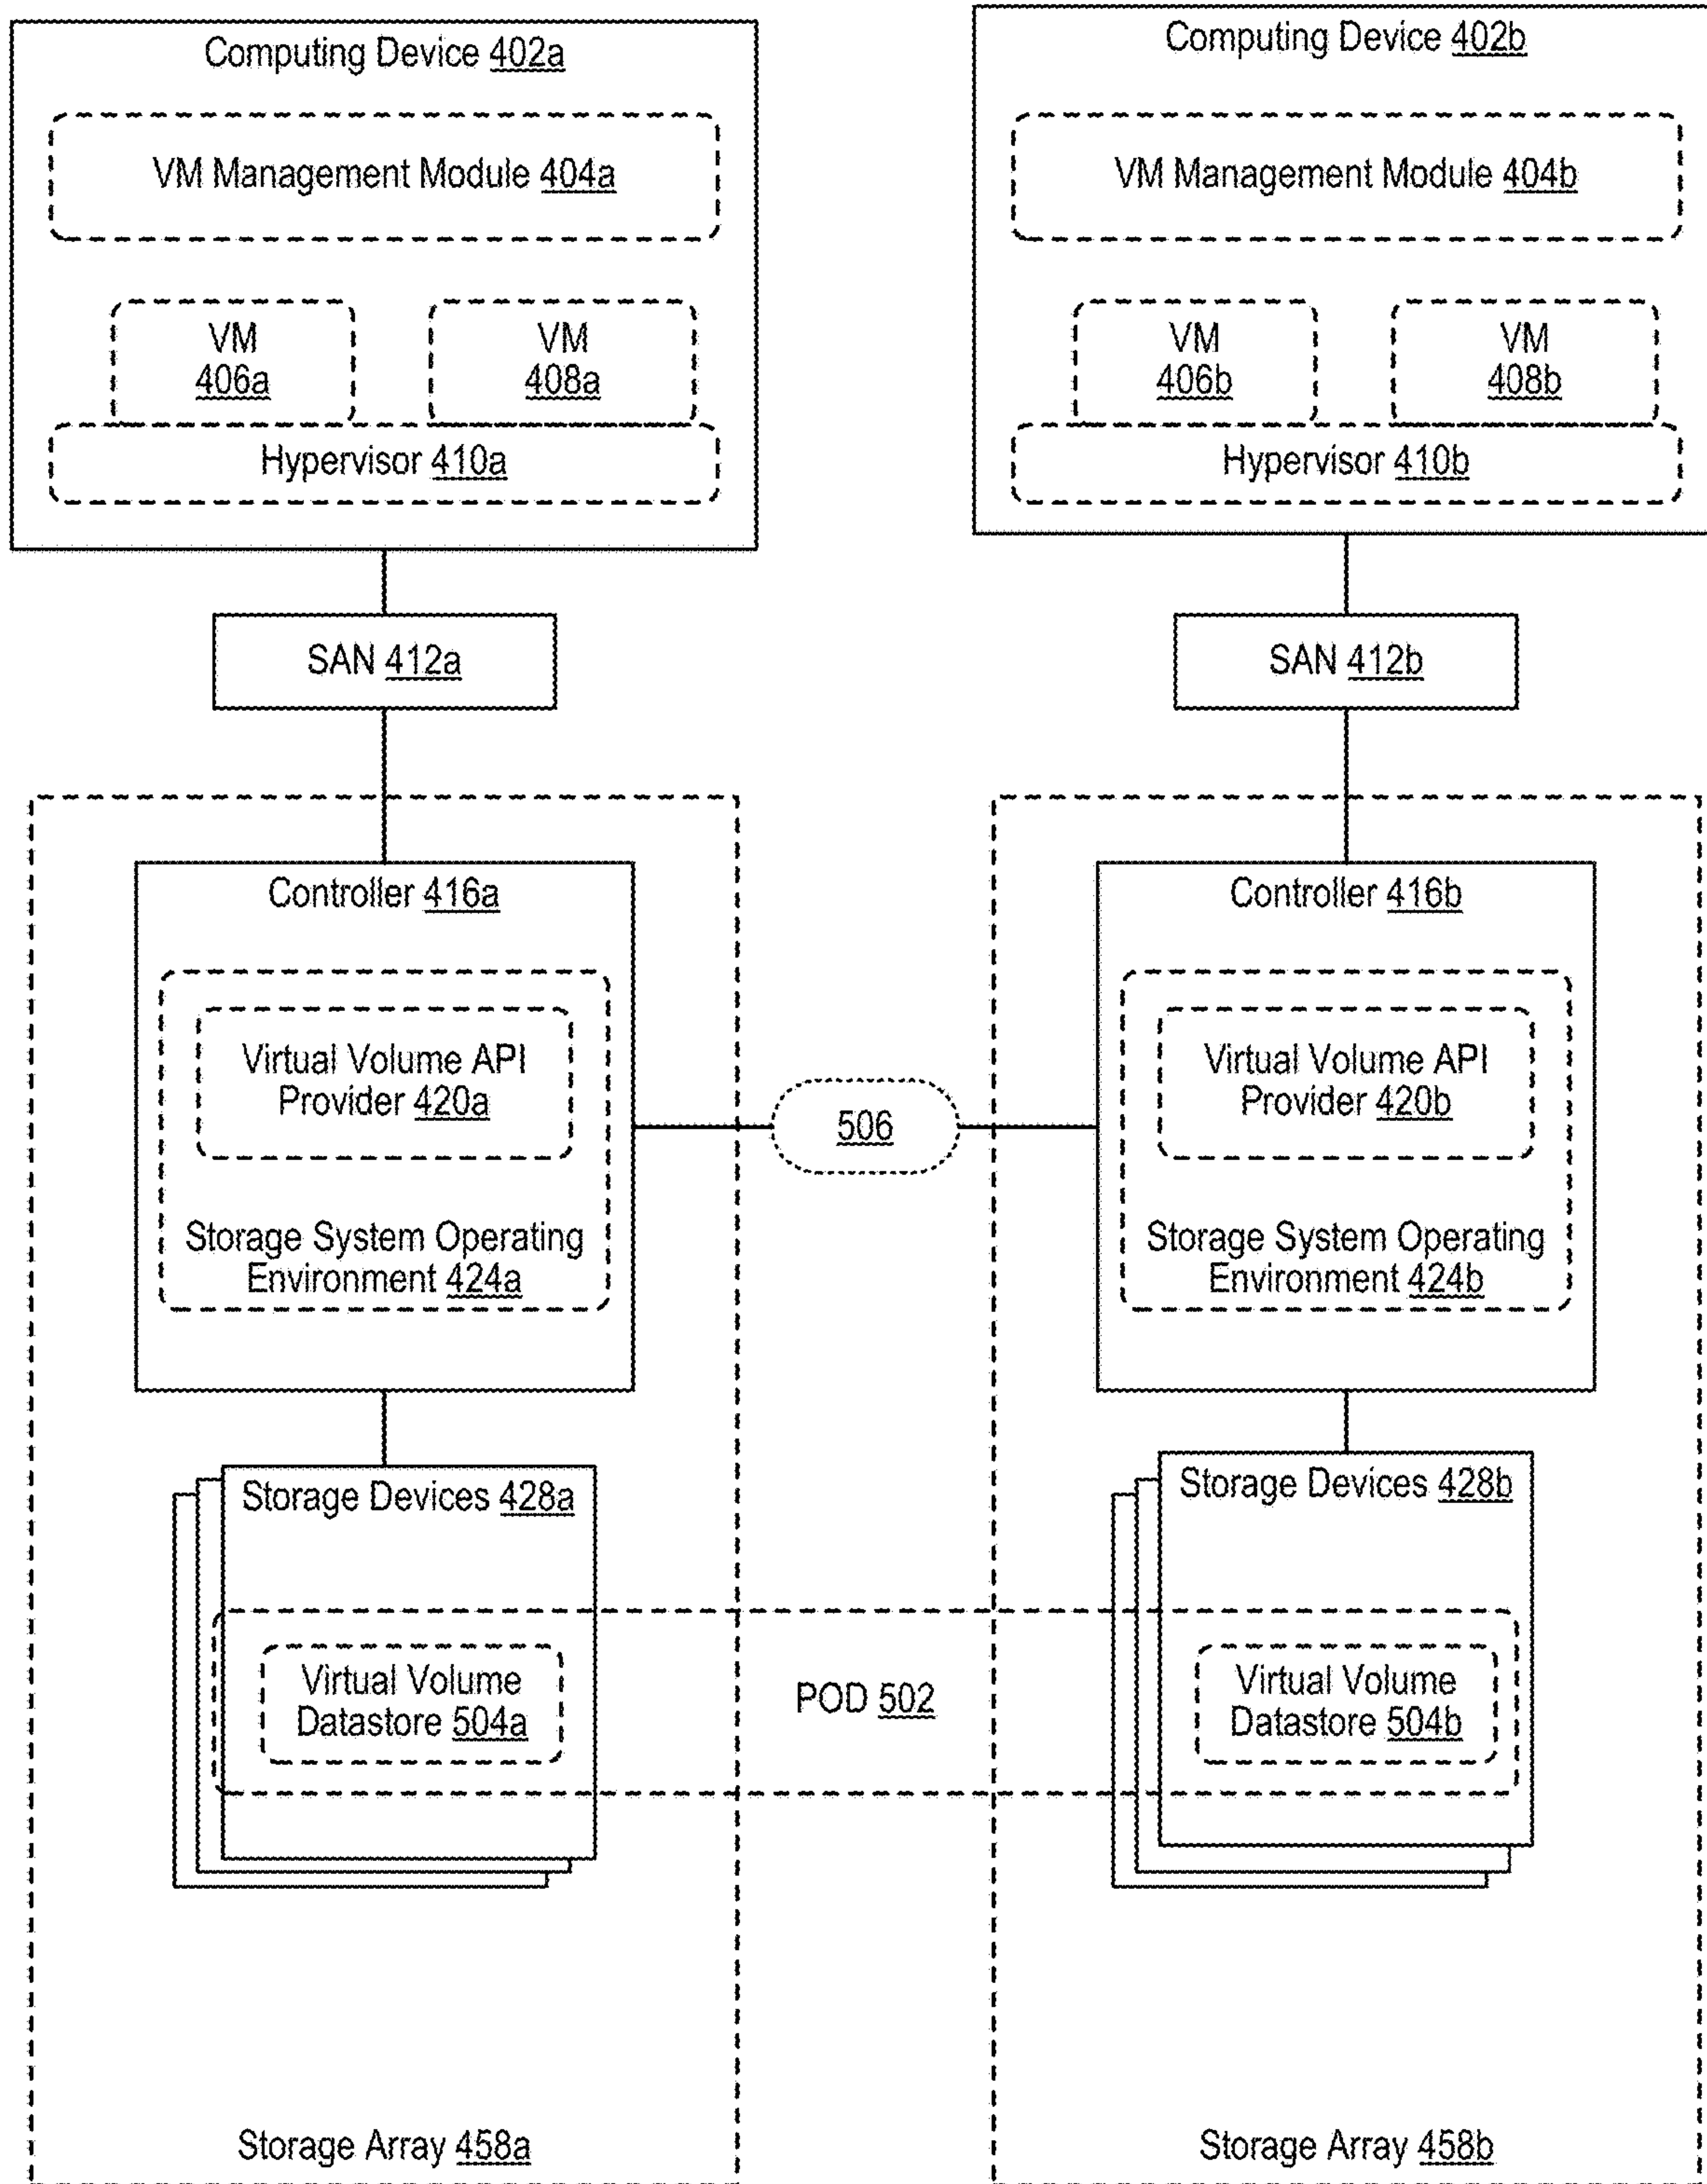 Computing Device 402a
VM Management Module 404a
VM
406a
VM
408a
Hypervisor 410a
SAN 412a
Computing Device 402b
VM Management Module 404b
VM
406b
VM
408b
Hypervisor 410b
SAN 412b
Controller 416a
Virtual Volume API
Provider 420a
Storage System Operating
Environment 424a
506
Controller 416b
Virtual Volume API
Provider 420b
Storage System Operating
Environment 424b
Storage Devices 428a
Virtual Volume
Datastore 504a
POD 502
Storage Devices 428b
Virtual Volume
Datastore 504b
Storage Array 458a
Storage Array 458b